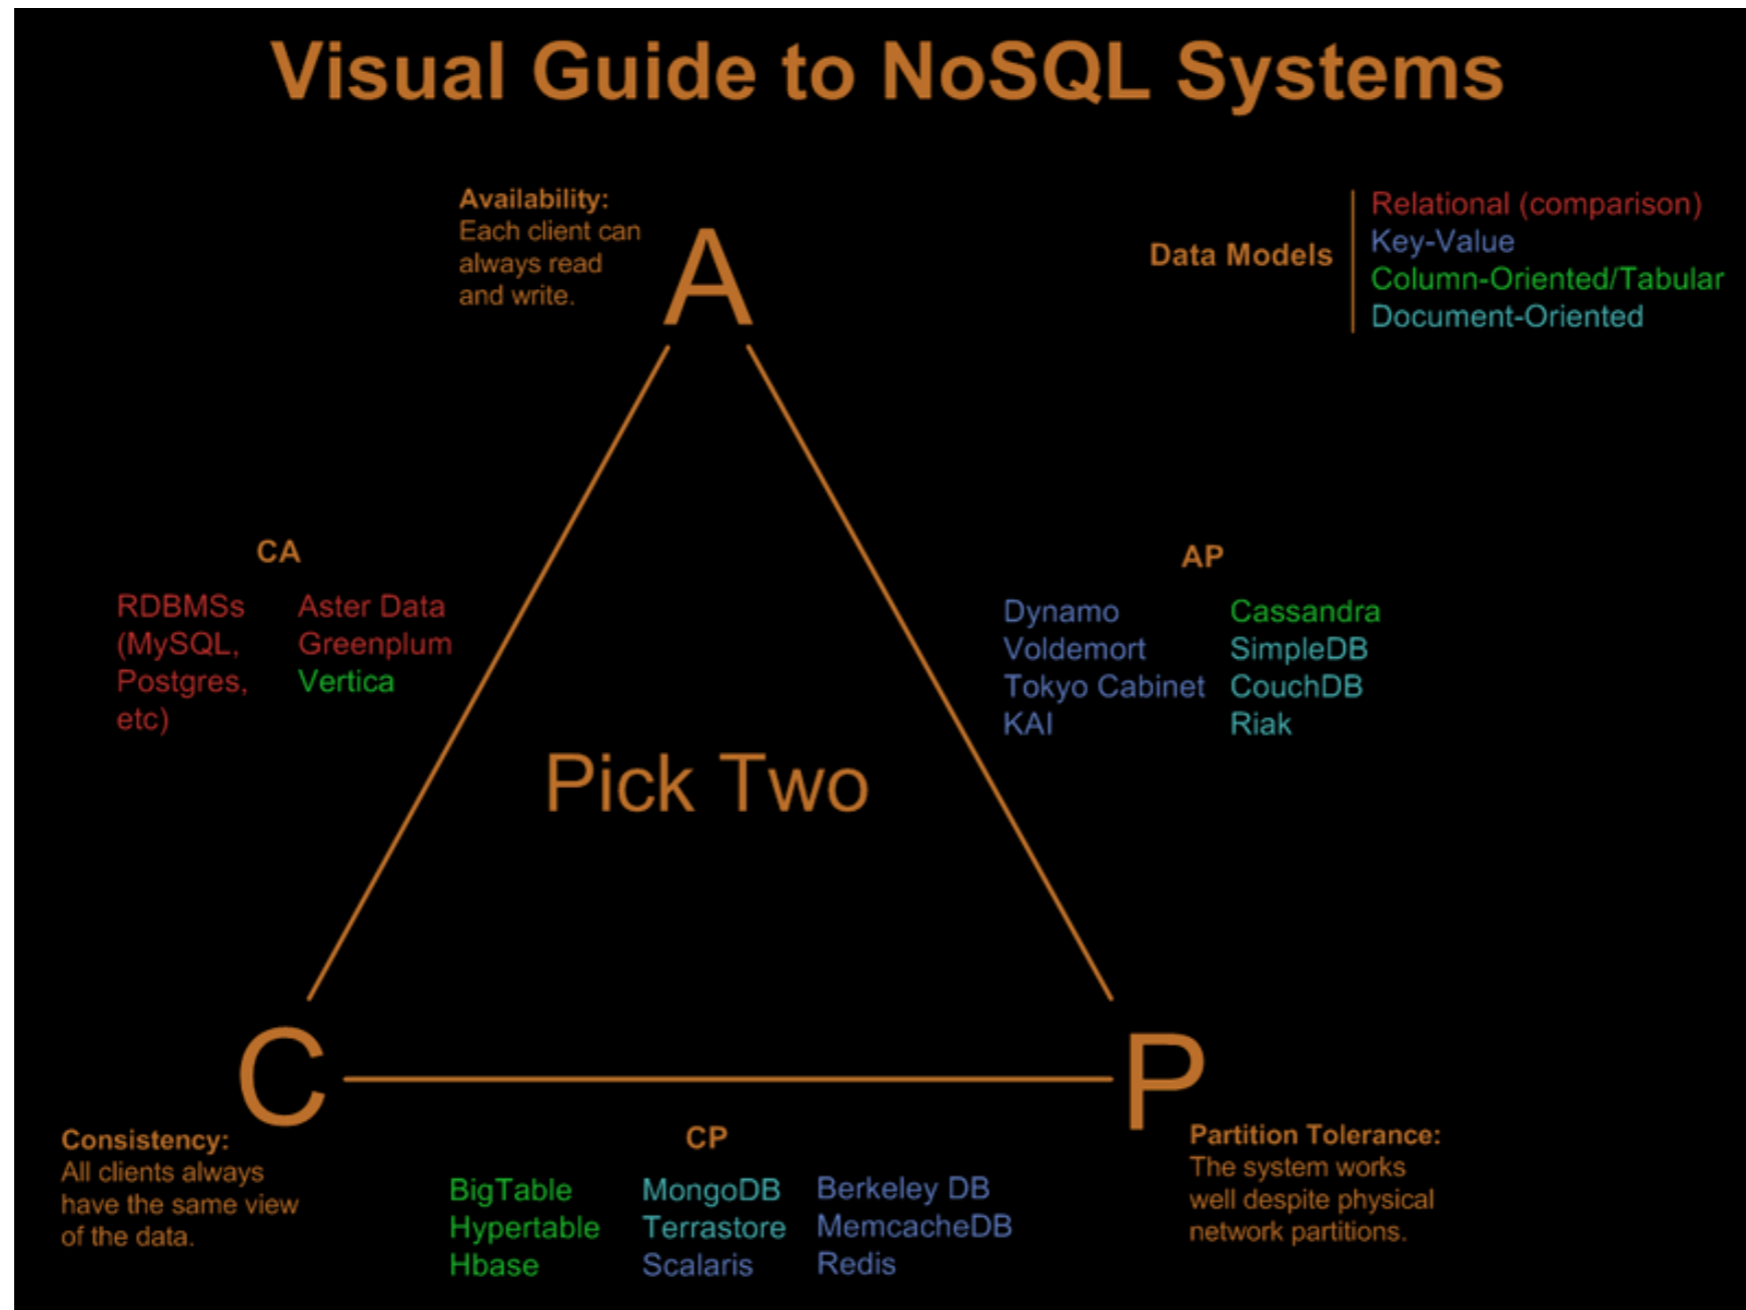 Visual Guide to NoSQL Systems
Availability:
Each client can
always read
and write.
A
Data Models
Relational (comparison)
Key-Value
Column-Oriented/Tabular
Document-Oriented
CA
RDBMSs
(MySQL,
Postgres,
etc)
Aster Data
Greenplum
Vertica
AP
Dynamo
Voldemort
Tokyo Cabinet
KAI
Cassandra
SimpleDB
CouchDB
Riak
Pick Two
C
Consistency:
All clients always
have the same view
of the data.
CP
BigTable
Hypertable
Hbase
MongoDB
Terrastore
Scalaris
Berkeley DB
MemcacheDB
Redis
P
Partition Tolerance:
The system works
well despite physical
network partitions.